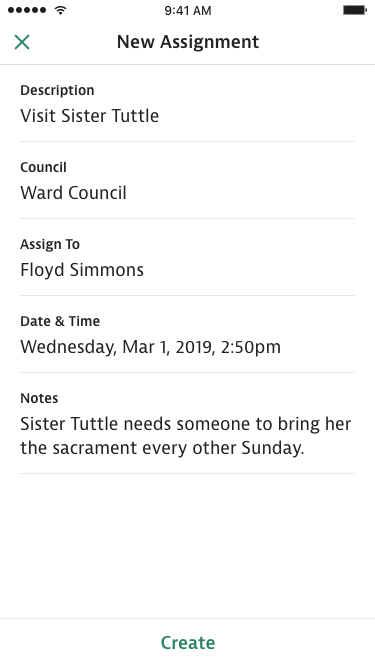 9:41 AM
New Assignment
Description
Visit Sister Tuttle
Council
Ward Council
Assign To
Floyd Simmons
Date & Time
Wednesday, Mar 1, 2019, 2:50pm
Notes
Sister Tuttle needs someone to bring her
the sacrament every other Sunday.
Create